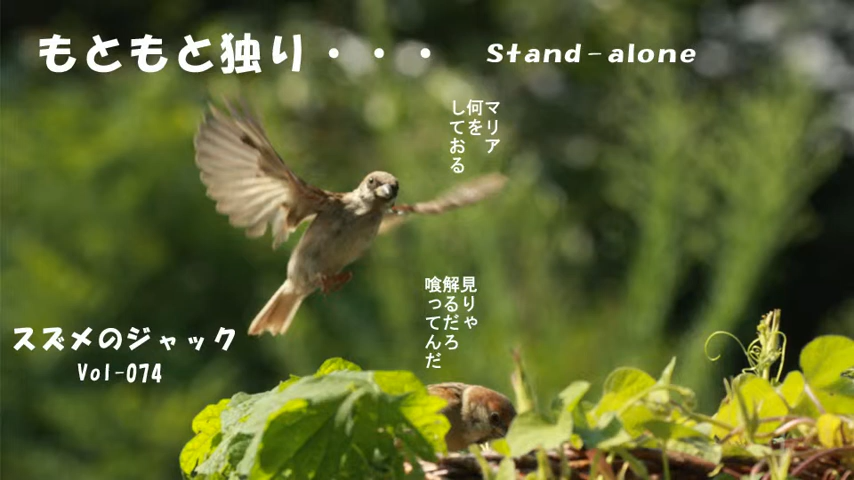 もともと独り・・・
Stand-alone
マリア
何を
しておる
見りゃ
解るだろ
喰ってんだ
スズメのジャック
Vol-074